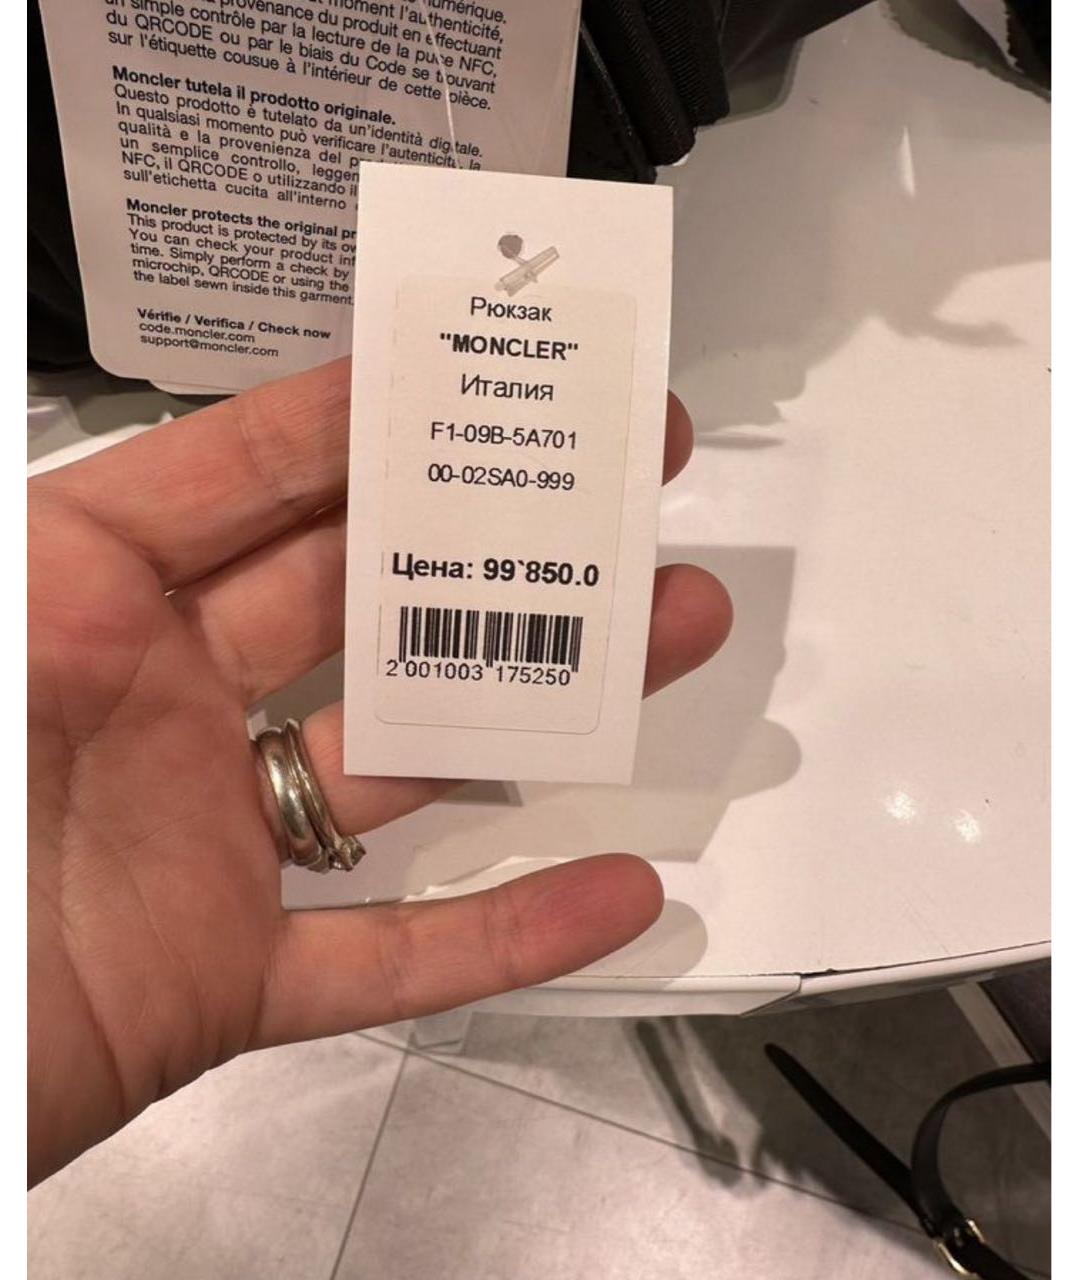 moment l'authenticité,
provenance du produit en effectuant
un simple contrôle par la lecture de la puce NFC,
du QRCODE ou par le biais du Code se trouvant
sur l'étiquette cousue à l'intérieur de cette pièce.
Moncler tutela il prodotto originale.
Questo prodotto è tutelato da un'identità digitale.
In qualsiasi momento può verificare l'autenticità, la
qualità e la provenienza del
un semplice controllo,
NFC, il QRCODE o utilizzando il
sull'etichetta cucita all'interno
Moncler protects the original
This product is protected by its
You can check your product
time. Simply perform a check by
microchip, QRCODE or using the
the label sewn inside this garment.
Vérifie / Verifica / Check now
code.moncler.com
support@moncler.com
Рюкзак
"MONCLER"
Италия
F1-09B-5A701
00-02SA0-999
Цена: 99`850.0
2 001003 175250